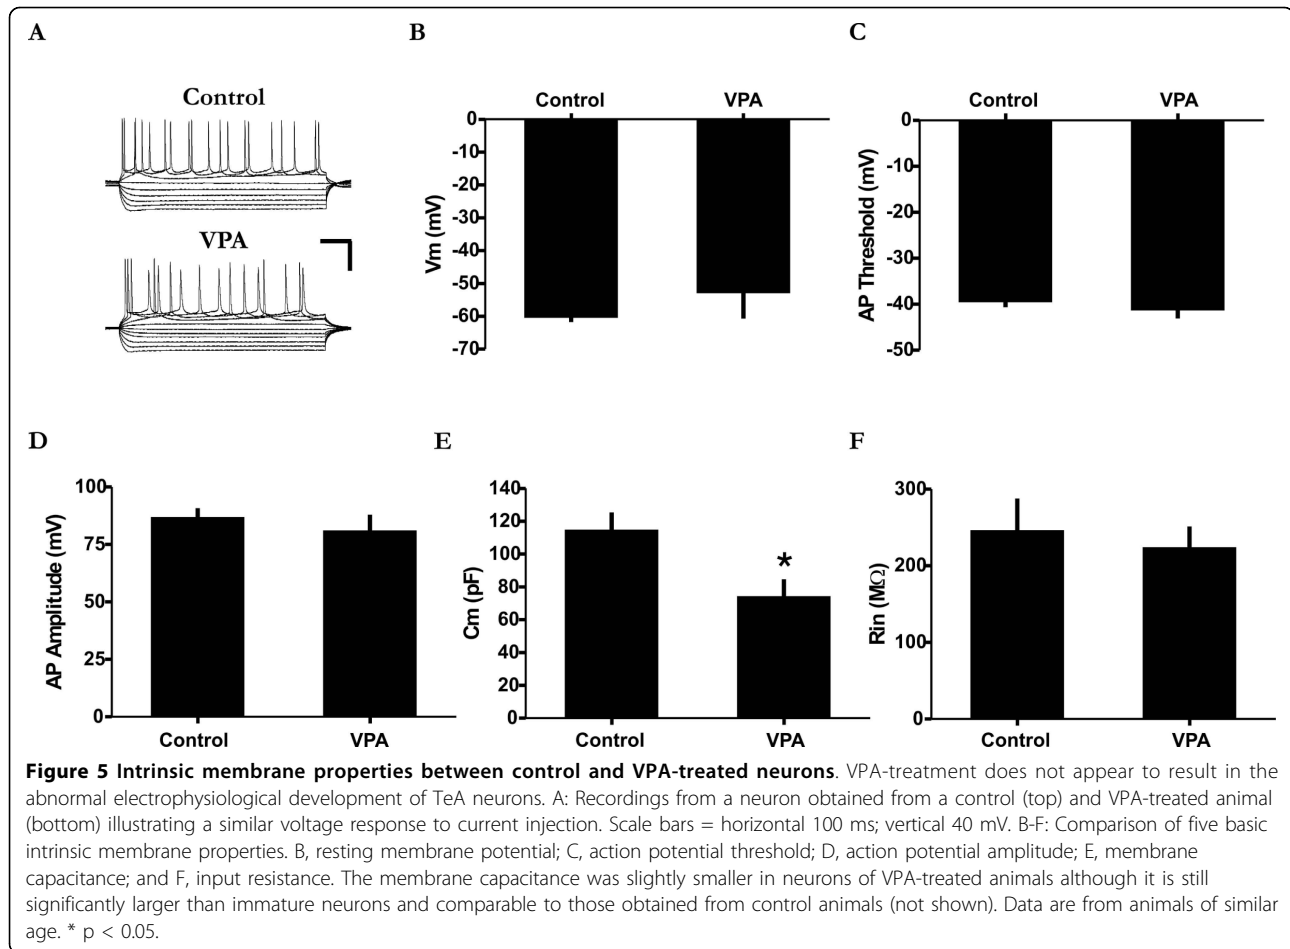 A
B
C
Control
VPA
Control
VPA
0
-10
-20
-30
-40
-50
-60
-70
Vm (mV)
Control
VPA
0
-10
-20
-30
-40
-50
AP Threshold (mV)
D
E
F
100
75
50
25
0
AP Amplitude (mV)
Control
VPA
140
120
100
80
60
40
20
0
Cm (pF)
*
Control
VPA
300
200
100
0
Rin (MΩ)
Control
VPA
Figure 5 Intrinsic membrane properties between control and VPA-treated neurons. VPA-treatment does not appear to result in the
abnormal electrophysiological development of TeA neurons. A: Recordings from a neuron obtained from a control (top) and VPA-treated animal
(bottom) illustrating a similar voltage response to current injection. Scale bars = horizontal 100 ms; vertical 40 mV. B-F: Comparison of five basic
intrinsic membrane properties. B, resting membrane potential; C, action potential threshold; D, action potential amplitude; E, membrane
capacitance; and F, input resistance. The membrane capacitance was slightly smaller in neurons of VPA-treated animals although it is still
significantly larger than immature neurons and comparable to those obtained from control animals (not shown). Data are from animals of similar
age. * p < 0.05.